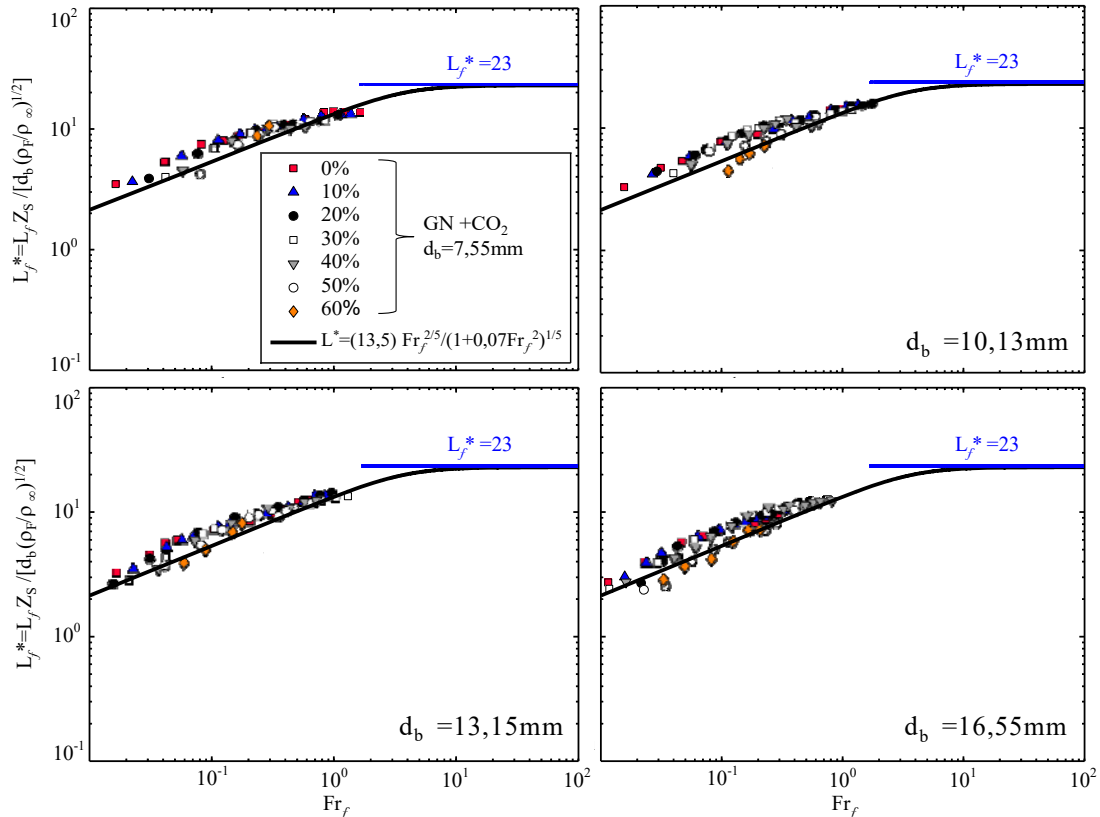 10²
10¹
10⁰
10⁻¹
L_f*=L_f Z_S /[d_b(ρ_F/ρ_∞)^1/2]
L_f* =23
0%
10%
20%
30%
40%
50%
60%
GN +CO₂
d_b=7,55mm
L*=(13,5) Fr_f^2/5/(1+0,07Fr_f²)^1/5
L_f* =23
d_b =10,13mm
10²
10¹
10⁰
10⁻¹
L_f*=L_f Z_S /[d_b(ρ_F/ρ_∞)^1/2]
L_f* =23
d_b =13,15mm
10⁻¹ 10⁰ 10¹ 10²
Fr_f
L_f* =23
d_b =16,55mm
10⁻¹ 10⁰ 10¹ 10²
Fr_f